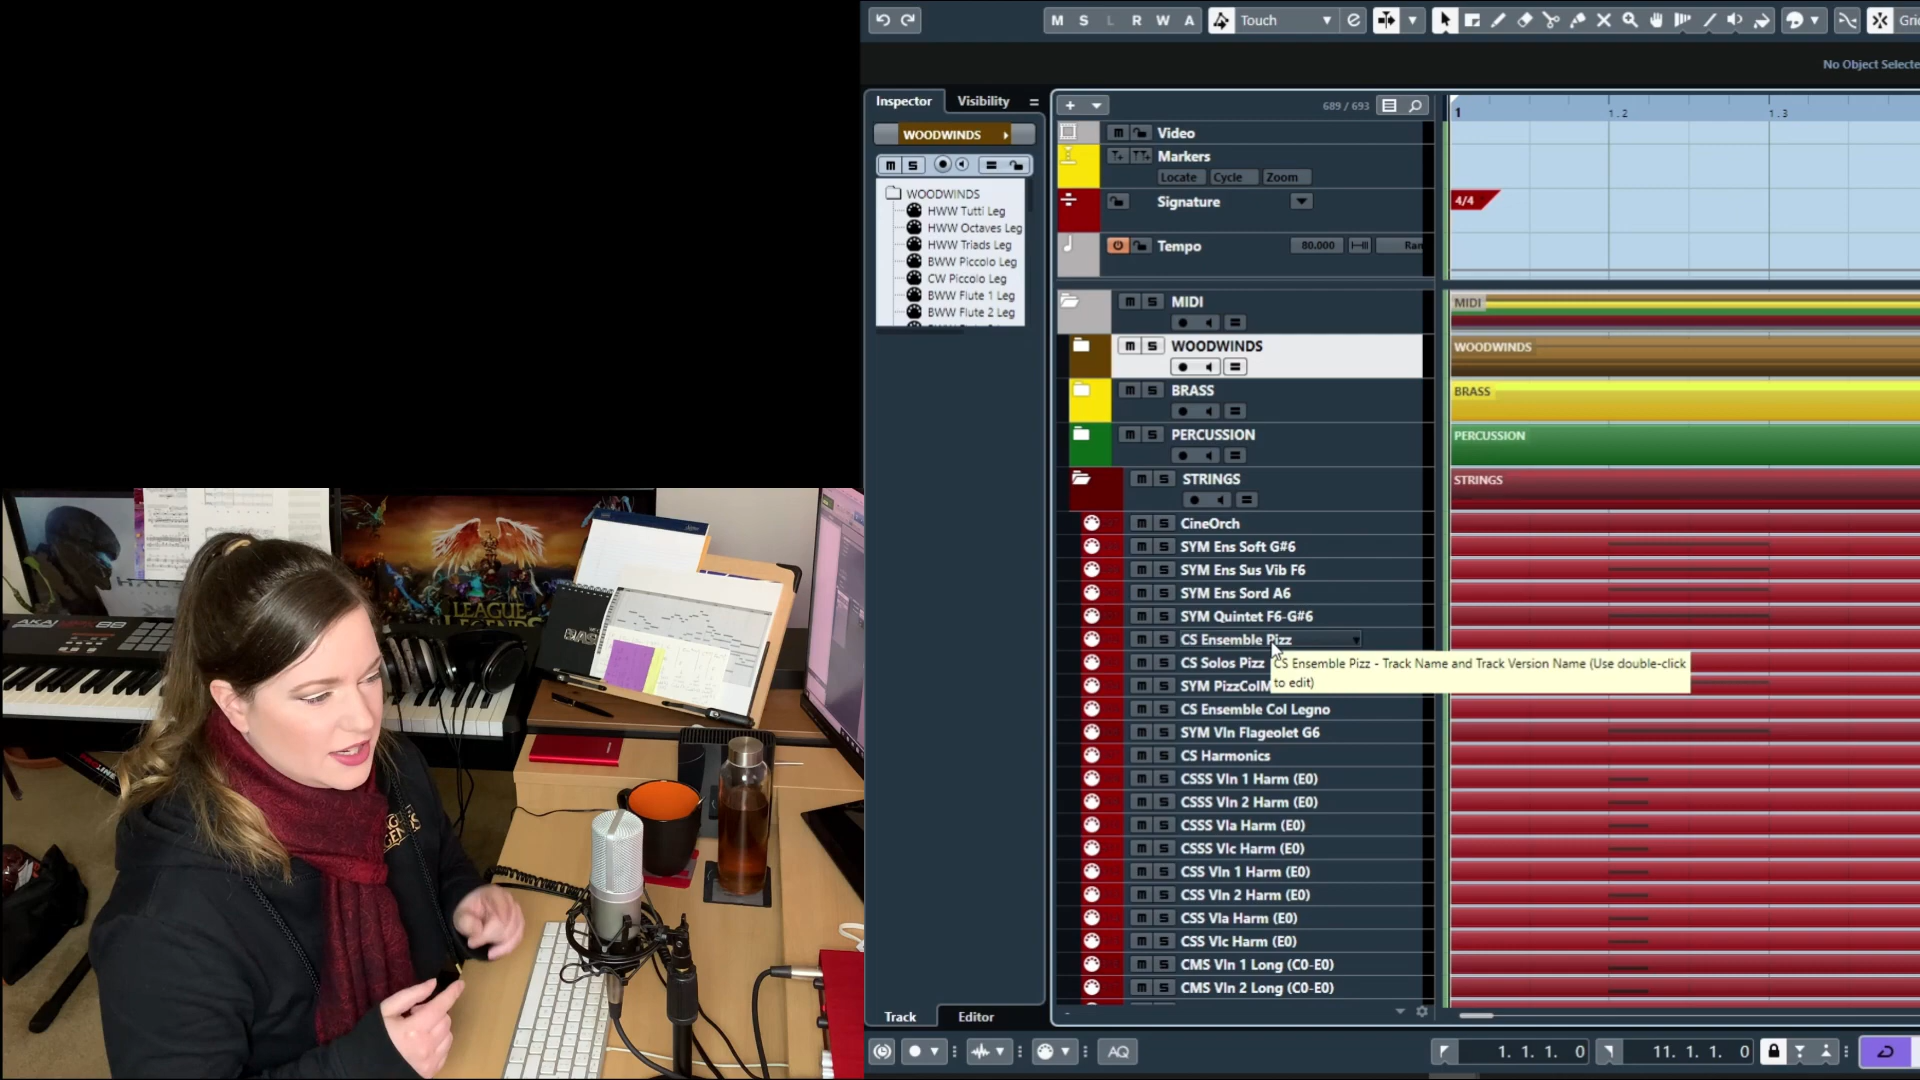 M S L R W A
Touch
Grid
No Object Selecte
Inspector
Visibility
WOODWINDS
m S
WOODWINDS
HWW Tutti Leg
HWW Octaves Leg
HWW Triads Leg
BWW Piccolo Leg
CW Piccolo Leg
BWW Flute 1 Leg
BWW Flute 2 Leg
689 / 693
1
1.2
1.3
m Video
Markers
Locate Cycle Zoom
Signature
4/4
Tempo
80.000
Ran
m S MIDI
MIDI
m S WOODWINDS
WOODWINDS
m S BRASS
BRASS
m S PERCUSSION
PERCUSSION
m S STRINGS
STRINGS
m S CineOrch
m S SYM Ens Soft G#6
m S SYM Ens Sus Vib F6
m S SYM Ens Sord A6
m S SYM Quintet F6-G#6
m S CS Ensemble Pizz
m S CS Solos Pizz
CS Ensemble Pizz - Track Name and Track Version Name (Use double-click
to edit)
m S SYM PizzColM
m S CS Ensemble Col Legno
m S SYM Vln Flageolet G6
m S CS Harmonics
m S CSSS Vln 1 Harm (E0)
m S CSSS Vln 2 Harm (E0)
m S CSSS Vla Harm (E0)
m S CSSS Vlc Harm (E0)
m S CSS Vln 1 Harm (E0)
m S CSS Vln 2 Harm (E0)
m S CSS Vla Harm (E0)
m S CSS Vlc Harm (E0)
m S CMS Vln 1 Long (C0-E0)
m S CMS Vln 2 Long (C0-E0)
Track
Editor
AQ
1. 1. 1. 0
11. 1. 1. 0
AKAI
LEAGUE
LEGENDS